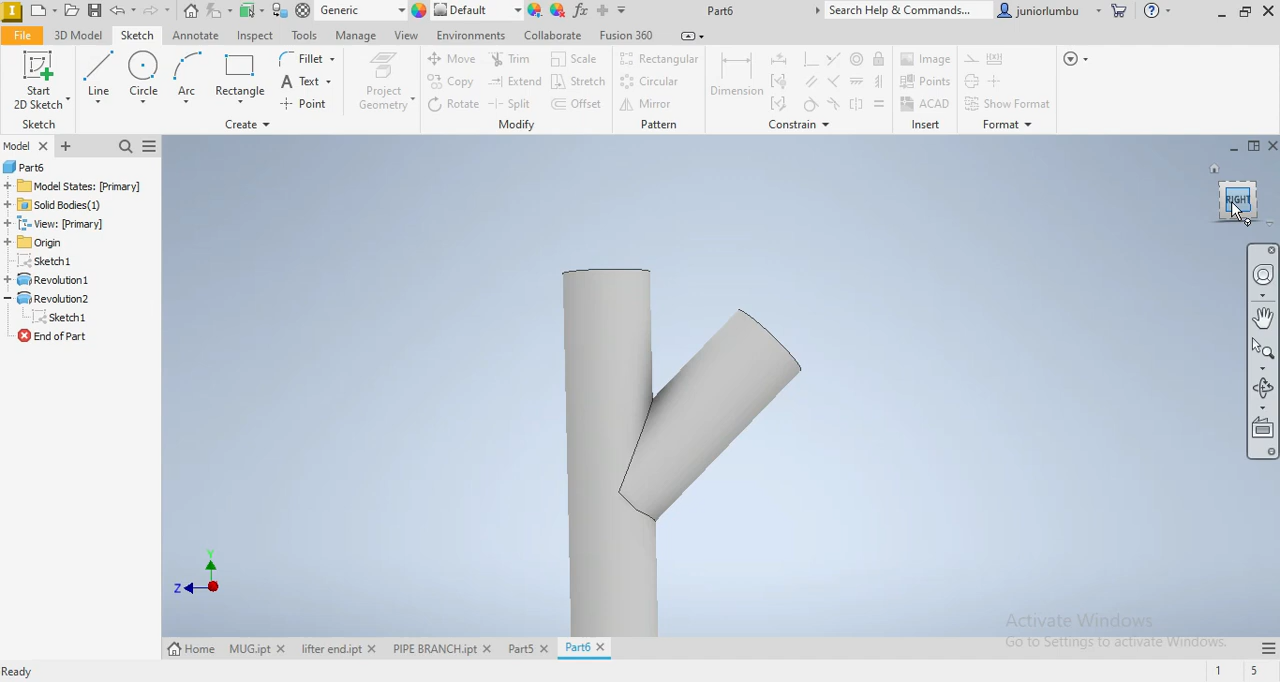 Generic
Default
fx
Part6
Search Help & Commands...
juniorlumbu
File
3D Model
Sketch
Annotate
Inspect
Tools
Manage
View
Environments
Collaborate
Fusion 360
Start
2D Sketch
Line
Circle
Arc
Rectangle
Fillet
Text
Point
Project
Geometry
Move
Copy
Rotate
Trim
Extend
Split
Scale
Stretch
Offset
Rectangular
Circular
Mirror
Dimension
Image
Points
ACAD
Show Format
Sketch
Create
Modify
Pattern
Constrain
Insert
Format
Model
Part6
Model States: [Primary]
Solid Bodies(1)
View: [Primary]
Origin
Sketch1
Revolution1
Revolution2
Sketch1
End of Part
RIGHT
Y
Z
Activate Windows
Go to Settings to activate Windows.
Home
MUG.ipt
lifter end.ipt
PIPE BRANCH.ipt
Part5
Part6
Ready
1
5